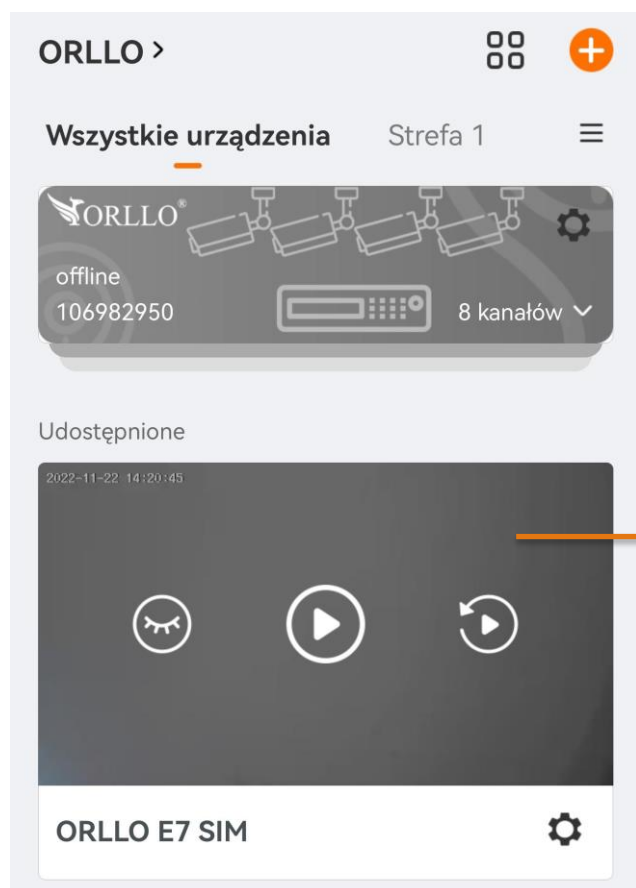 ORLLO >
Wszystkie urządzenia Strefa 1
ORLLO®
offline
106982950 8 kanałów
Udostępnione
2022-11-22 14:20:45
ORLLO E7 SIM